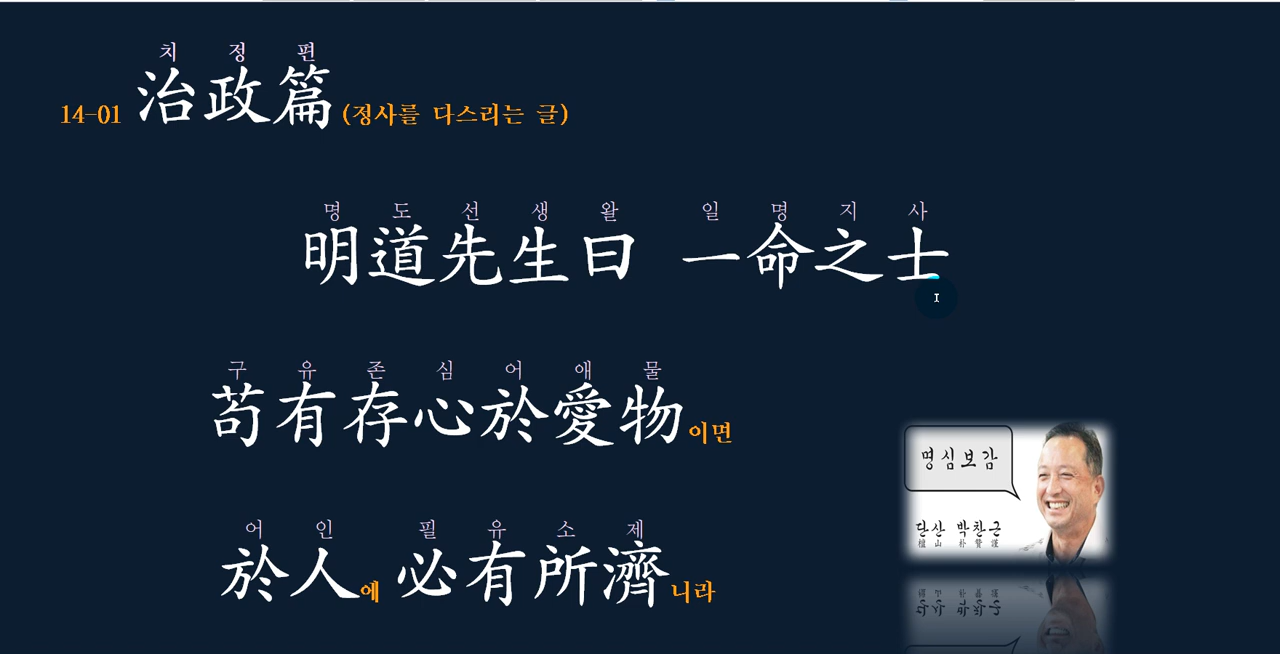 치 정 편
14-01 治政篇 (정사를 다스리는 글)
명 도 선 생 왈 일 명 지 사
明道先生曰 一命之士
구 유 존 심 어 애 물
苟有存心於愛物이면
어 인 필 유 소 제
於人에 必有所濟니라
명심보감
단산 박찬근
檀山 朴贊謹